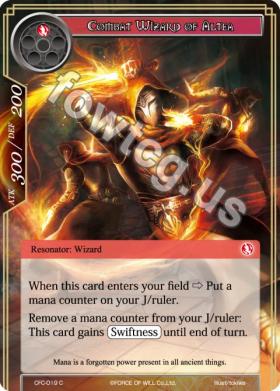 Combat Wizard of Altea
ATK 300 / DEF 200
fowtcg.us
Resonator: Wizard
When this card enters your field ⇨ Put a
mana counter on your J/ruler.
Remove a mana counter from your J/ruler:
This card gains Swiftness until end of turn.
Mana is a forgotten power present in all ancient things.
CFC-019 C
©FORCE OF WILL Co.,Ltd.